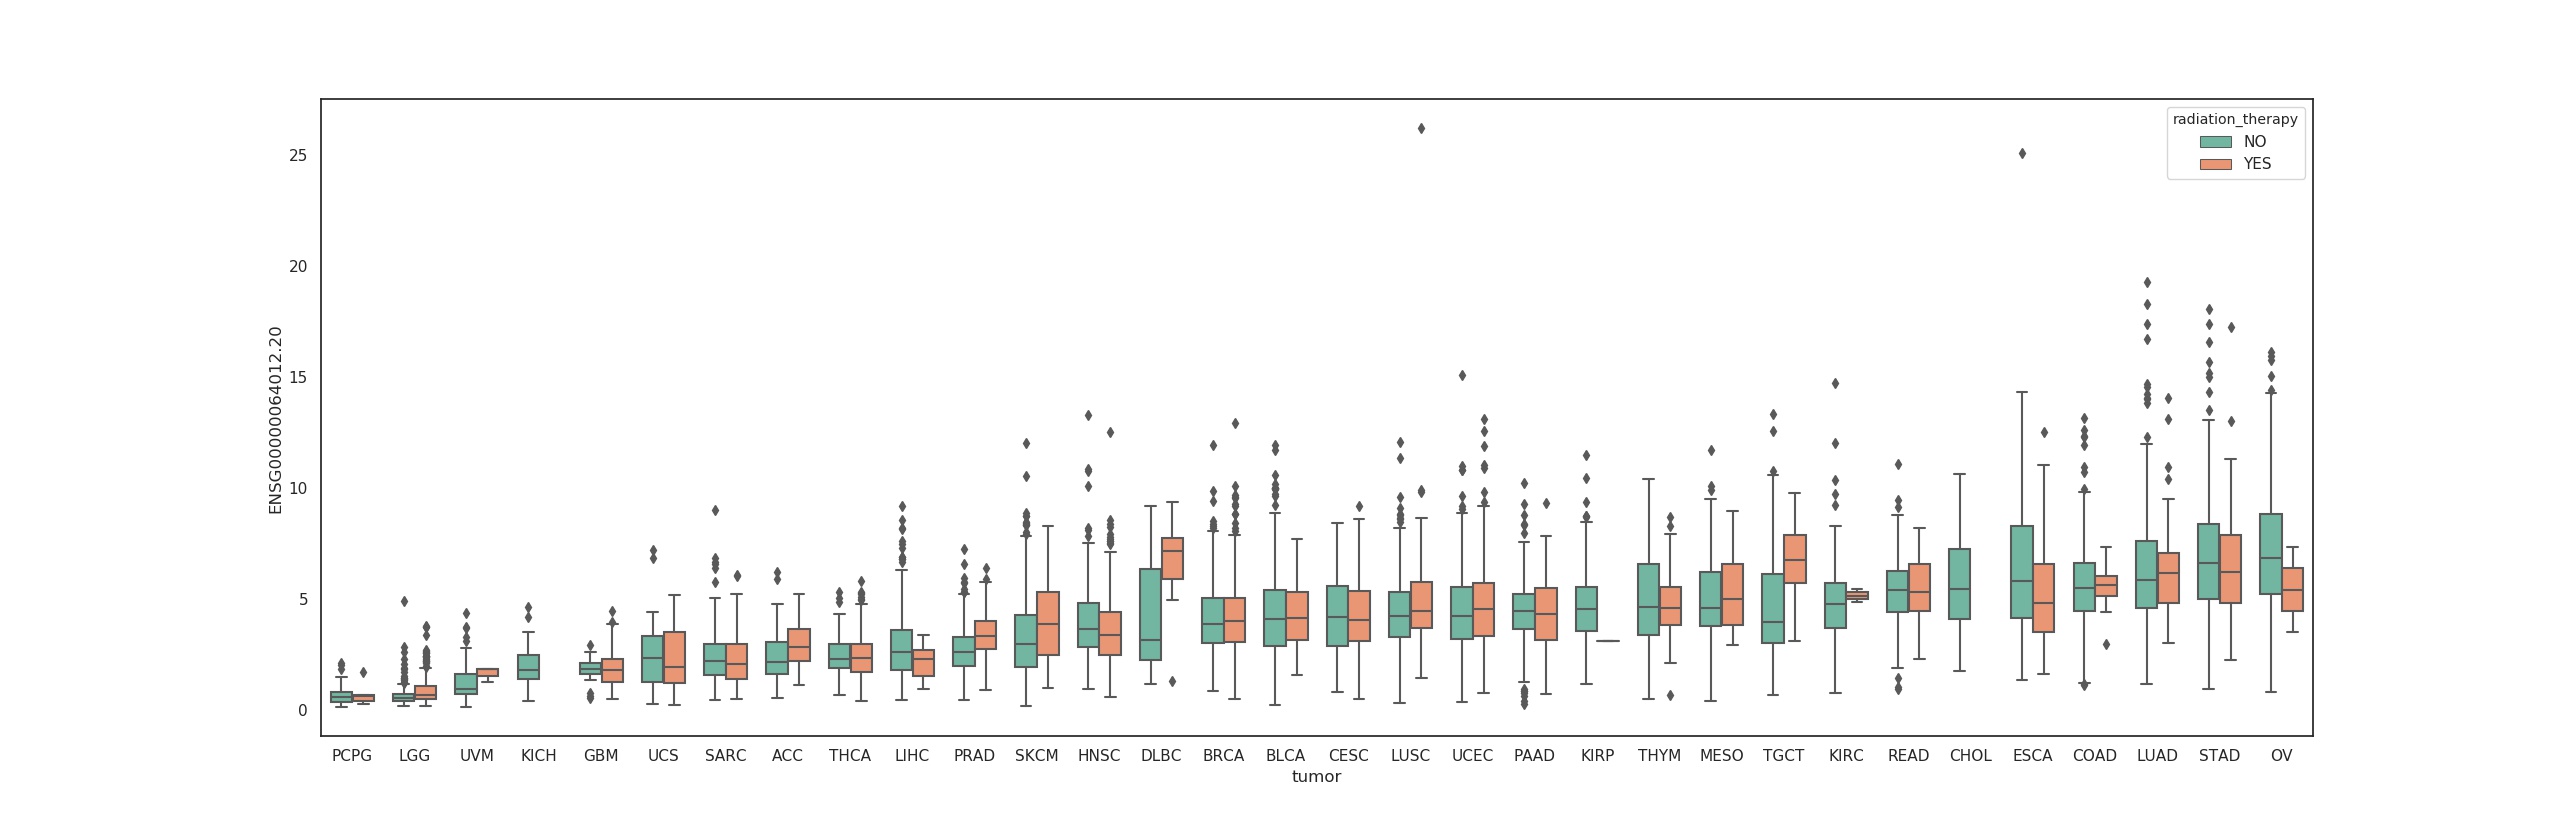 radiation_therapy
NO
YES
25
20
15
10
5
0
ENSG00000064012.20
PCPG LGG UVM KICH GBM UCS SARC ACC THCA LIHC PRAD SKCM HNSC DLBC BRCA BLCA CESC LUSC UCEC PAAD KIRP THYM MESO TGCT KIRC READ CHOL ESCA COAD LUAD STAD OV
tumor